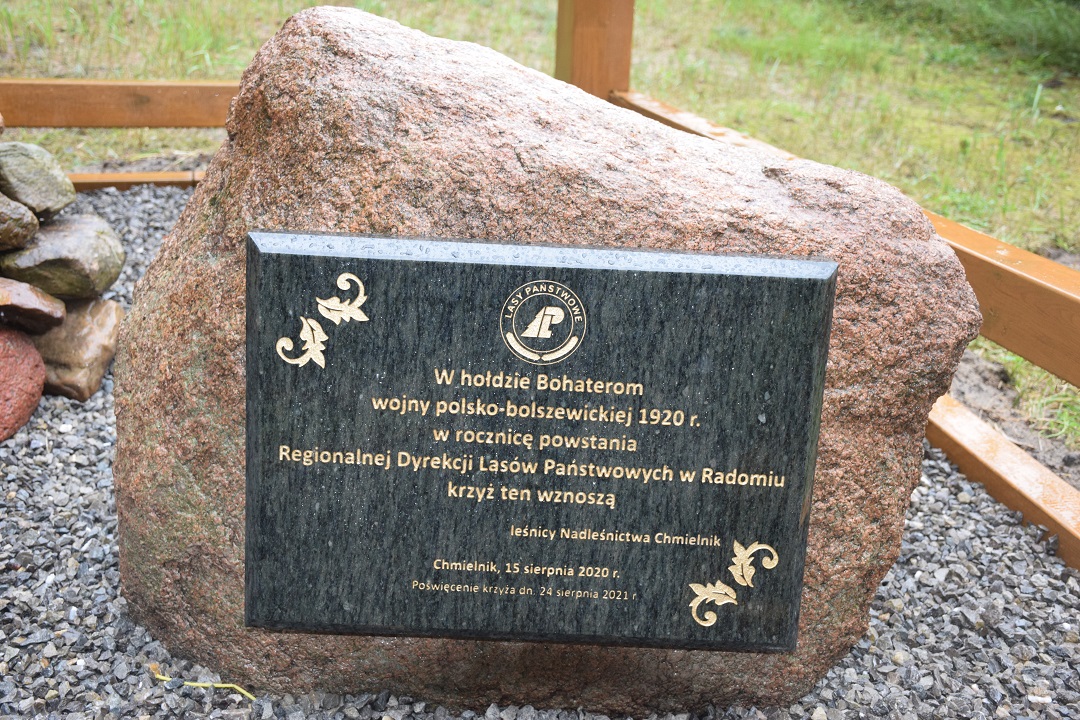 LASY PAŃSTWOWE
W hołdzie Bohaterom
wojny polsko-bolszewickiej 1920 r.
w rocznicę powstania
Regionalnej Dyrekcji Ląsów Państwowych w Radomiu
krzyż ten wznoszą
leśnicy Nadleśnictwa Chmielnik
Chmielnik, 15 sierpnia 2020 r.
Poświęcenie krzyża dn. 24 sierpnia 2021 r